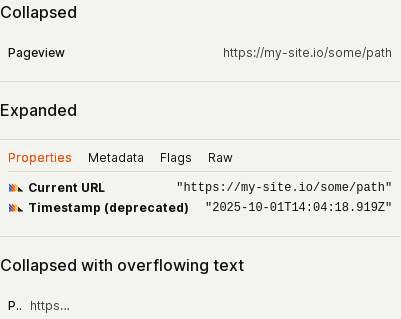 Collapsed
Pageview https://my-site.io/some/path
Expanded
Properties Metadata Flags Raw
Current URL "https://my-site.io/some/path"
Timestamp (deprecated) "2025-10-01T14:04:18.919Z"
Collapsed with overflowing text
P... https...